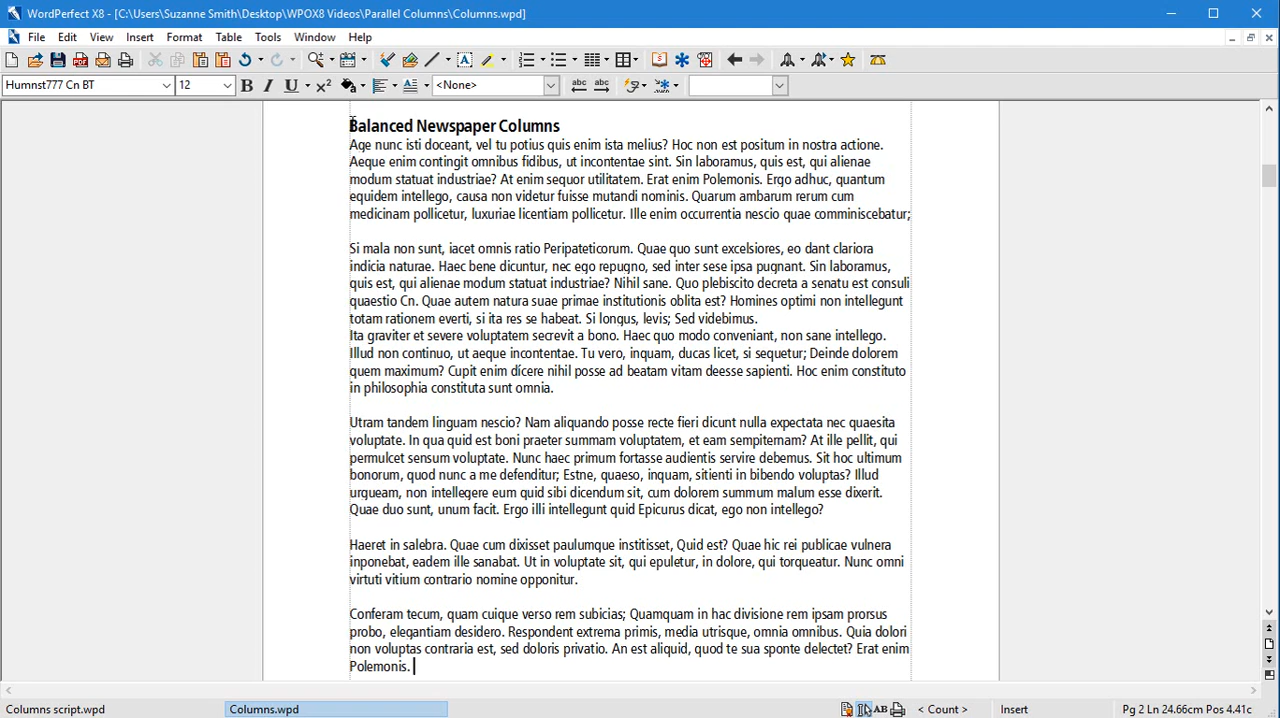 WordPerfect X8 - [C:\Users\Suzanne Smith\Desktop\WPOX8 Videos\Parallel Columns\Columns.wpd]
File Edit View Insert Format Table Tools Window Help
Humnst777 Cn BT 12 B I U x² <None> abc abc
Balanced Newspaper Columns
Age nunc isti doceant, vel tu potius quis enim ista melius? Hoc non est positum in nostra actione.
Aeque enim contingit omnibus fidibus, ut incontentae sint. Sin laboramus, quis est, qui alienae
modum statuat industriae? At enim sequor utilitatem. Erat enim Polemonis. Ergo adhuc, quantum
equidem intellego, causa non videtur fuisse mutandi nominis. Quarum ambarum rerum cum
medicinam pollicetur, luxuriae licentiam pollicetur. Ille enim occurrentia nescio quae comminiscebatur;
Si mala non sunt, iacet omnis ratio Peripateticorum. Quae quo sunt excelsiores, eo dant clariora
indicia naturae. Haec bene dicuntur, nec ego repugno, sed inter sese ipsa pugnant. Sin laboramus,
quis est, qui alienae modum statuat industriae? Nihil sane. Quo plebiscito decreta a senatu est consuli
quaestio Cn. Quae autem natura suae primae institutionis oblita est? Homines optimi non intellegunt
totam rationem everti, si ita res se habeat. Si longus, levis; Sed videbimus.
Ita graviter et severe voluptatem secrevit a bono. Haec quo modo conveniant, non sane intellego.
Illud non continuo, ut aeque incontentae. Tu vero, inquam, ducas licet, si sequetur; Deinde dolorem
quem maximum? Cupit enim dícere nihil posse ad beatam vitam deesse sapienti. Hoc enim constituto
in philosophia constituta sunt omnia.
Utram tandem linguam nescio? Nam aliquando posse recte fieri dicunt nulla expectata nec quaesita
voluptate. In qua quid est boni praeter summam voluptatem, et eam sempiternam? At ille pellit, qui
permulcet sensum voluptate. Nunc haec primum fortasse audientis servire debemus. Sit hoc ultimum
bonorum, quod nunc a me defenditur; Estne, quaeso, inquam, sitienti in bibendo voluptas? Illud
urgueam, non intellegere eum quid sibi dicendum sit, cum dolorem summum malum esse dixerit.
Quae duo sunt, unum facit. Ergo illi intellegunt quid Epicurus dicat, ego non intellego?
Haeret in salebra. Quae cum dixisset paulumque institisset, Quid est? Quae hic rei publicae vulnera
inponebat, eadem ille sanabat. Ut in voluptate sit, qui epuletur, in dolore, qui torqueatur. Nunc omni
virtuti vitium contrario nomine opponitur.
Conferam tecum, quam cuique verso rem subicias; Quamquam in hac divisione rem ipsam prorsus
probo, elegantiam desidero. Respondent extrema primis, media utrisque, omnia omnibus. Quia dolori
non voluptas contraria est, sed doloris privatio. An est aliquid, quod te sua sponte delectet? Erat enim
Polemonis.
Columns script.wpd Columns.wpd AB < Count > Insert Pg 2 Ln 24.66cm Pos 4.41c